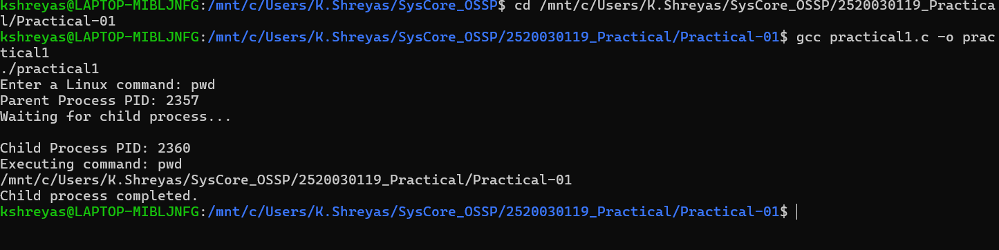 kshreyas@LAPTOP-MIBLJNFG:/mnt/c/Users/K.Shreyas/SysCore_OSSP$ cd /mnt/c/Users/K.Shreyas/SysCore_OSSP/2520030119_Practica
l/Practical-01
kshreyas@LAPTOP-MIBLJNFG:/mnt/c/Users/K.Shreyas/SysCore_OSSP/2520030119_Practical/Practical-01$ gcc practical1.c -o prac
tical1
./practical1
Enter a Linux command: pwd
Parent Process PID: 2357
Waiting for child process...

Child Process PID: 2360
Executing command: pwd
/mnt/c/Users/K.Shreyas/SysCore_OSSP/2520030119_Practical/Practical-01
Child process completed.
kshreyas@LAPTOP-MIBLJNFG:/mnt/c/Users/K.Shreyas/SysCore_OSSP/2520030119_Practical/Practical-01$